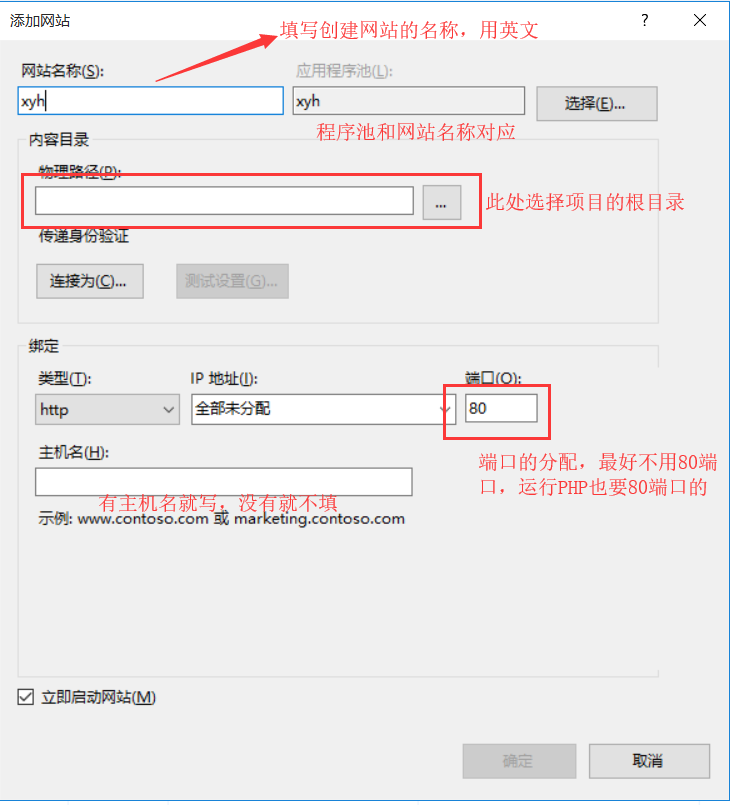 添加网站
?
填写创建网站的名称，用英文
网站名称(S):
应用程序池(L):
xyh
xyh
选择(E)...
程序池和网站名称对应
内容目录
物理路径(P):
...
此处选择项目的根目录
传递身份验证
连接为(C)...
测试设置(G)...
绑定
类型(T):
IP 地址(I):
端口(O):
http
全部未分配
80
主机名(H):
端口的分配，最好不用80端
口，运行PHP也要80端口的
有主机名就写，没有就不填
示例: www.contoso.com 或 marketing.contoso.com
立即启动网站(M)
确定
取消